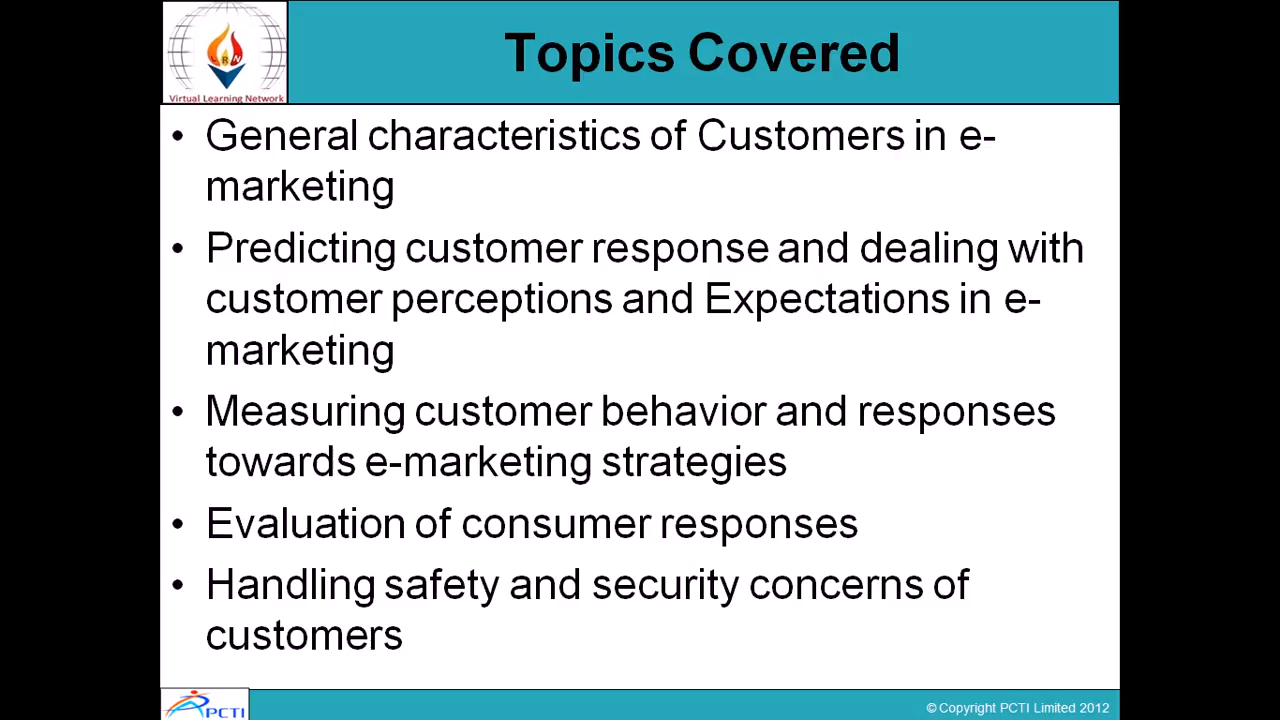 Topics Covered
LRN
Virtual Learning Network
• General characteristics of Customers in e-
marketing
• Predicting customer response and dealing with
customer perceptions and Expectations in e-
marketing
• Measuring customer behavior and responses
towards e-marketing strategies
• Evaluation of consumer responses
• Handling safety and security concerns of
customers
PCTI
© Copyright PCTI Limited 2012